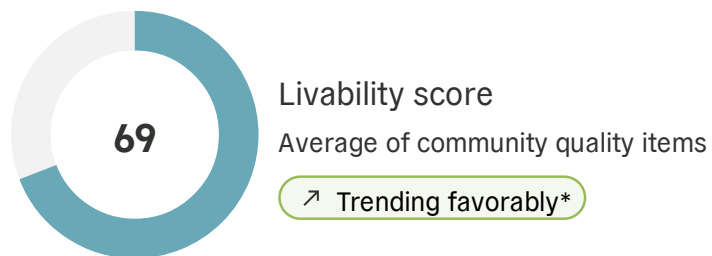 69
Livability score
Average of community quality items
↗ Trending favorably*